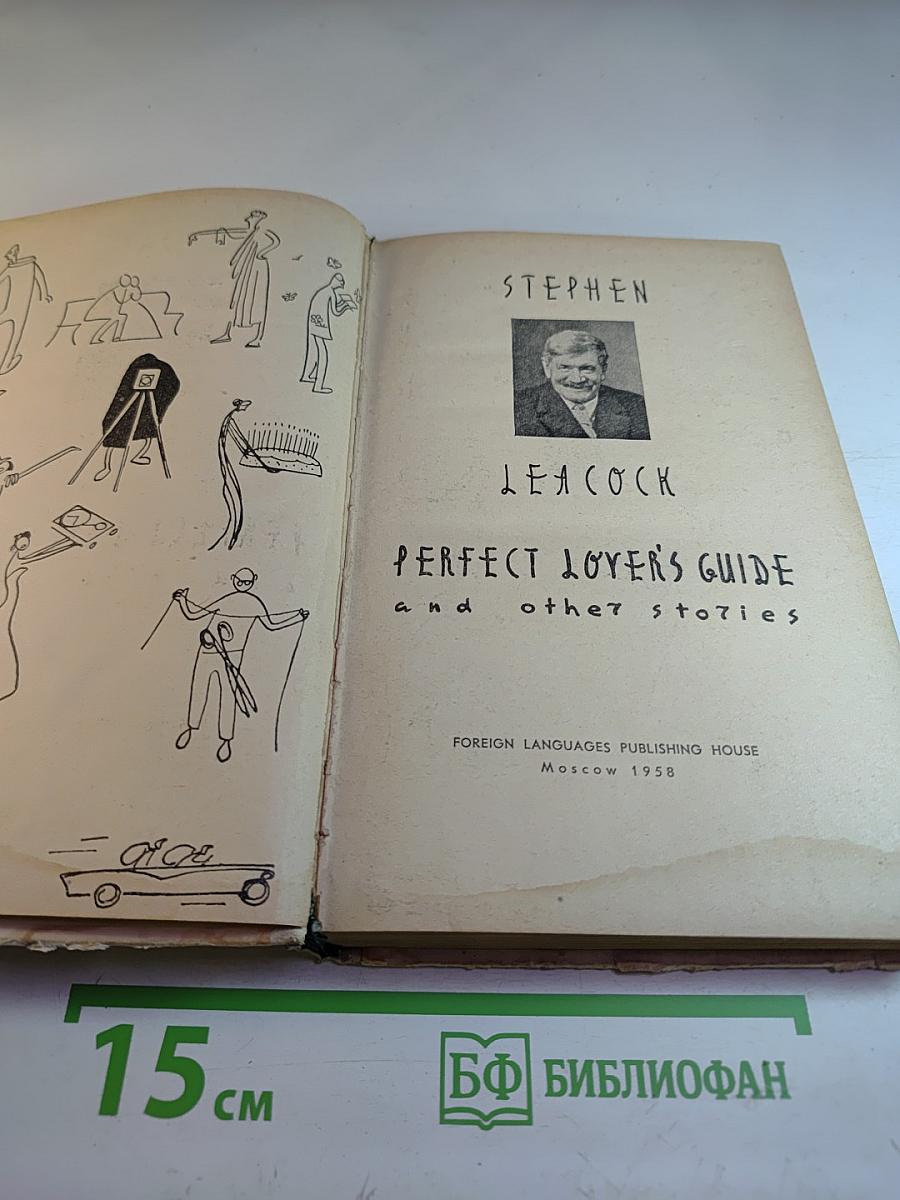 STEPHEN
LEACOCK
PERFECT LOVER'S GUIDE
and other stories
FOREIGN LANGUAGES PUBLISHING HOUSE
Moscow 1958
15 см
БФ БИБЛИОФАН